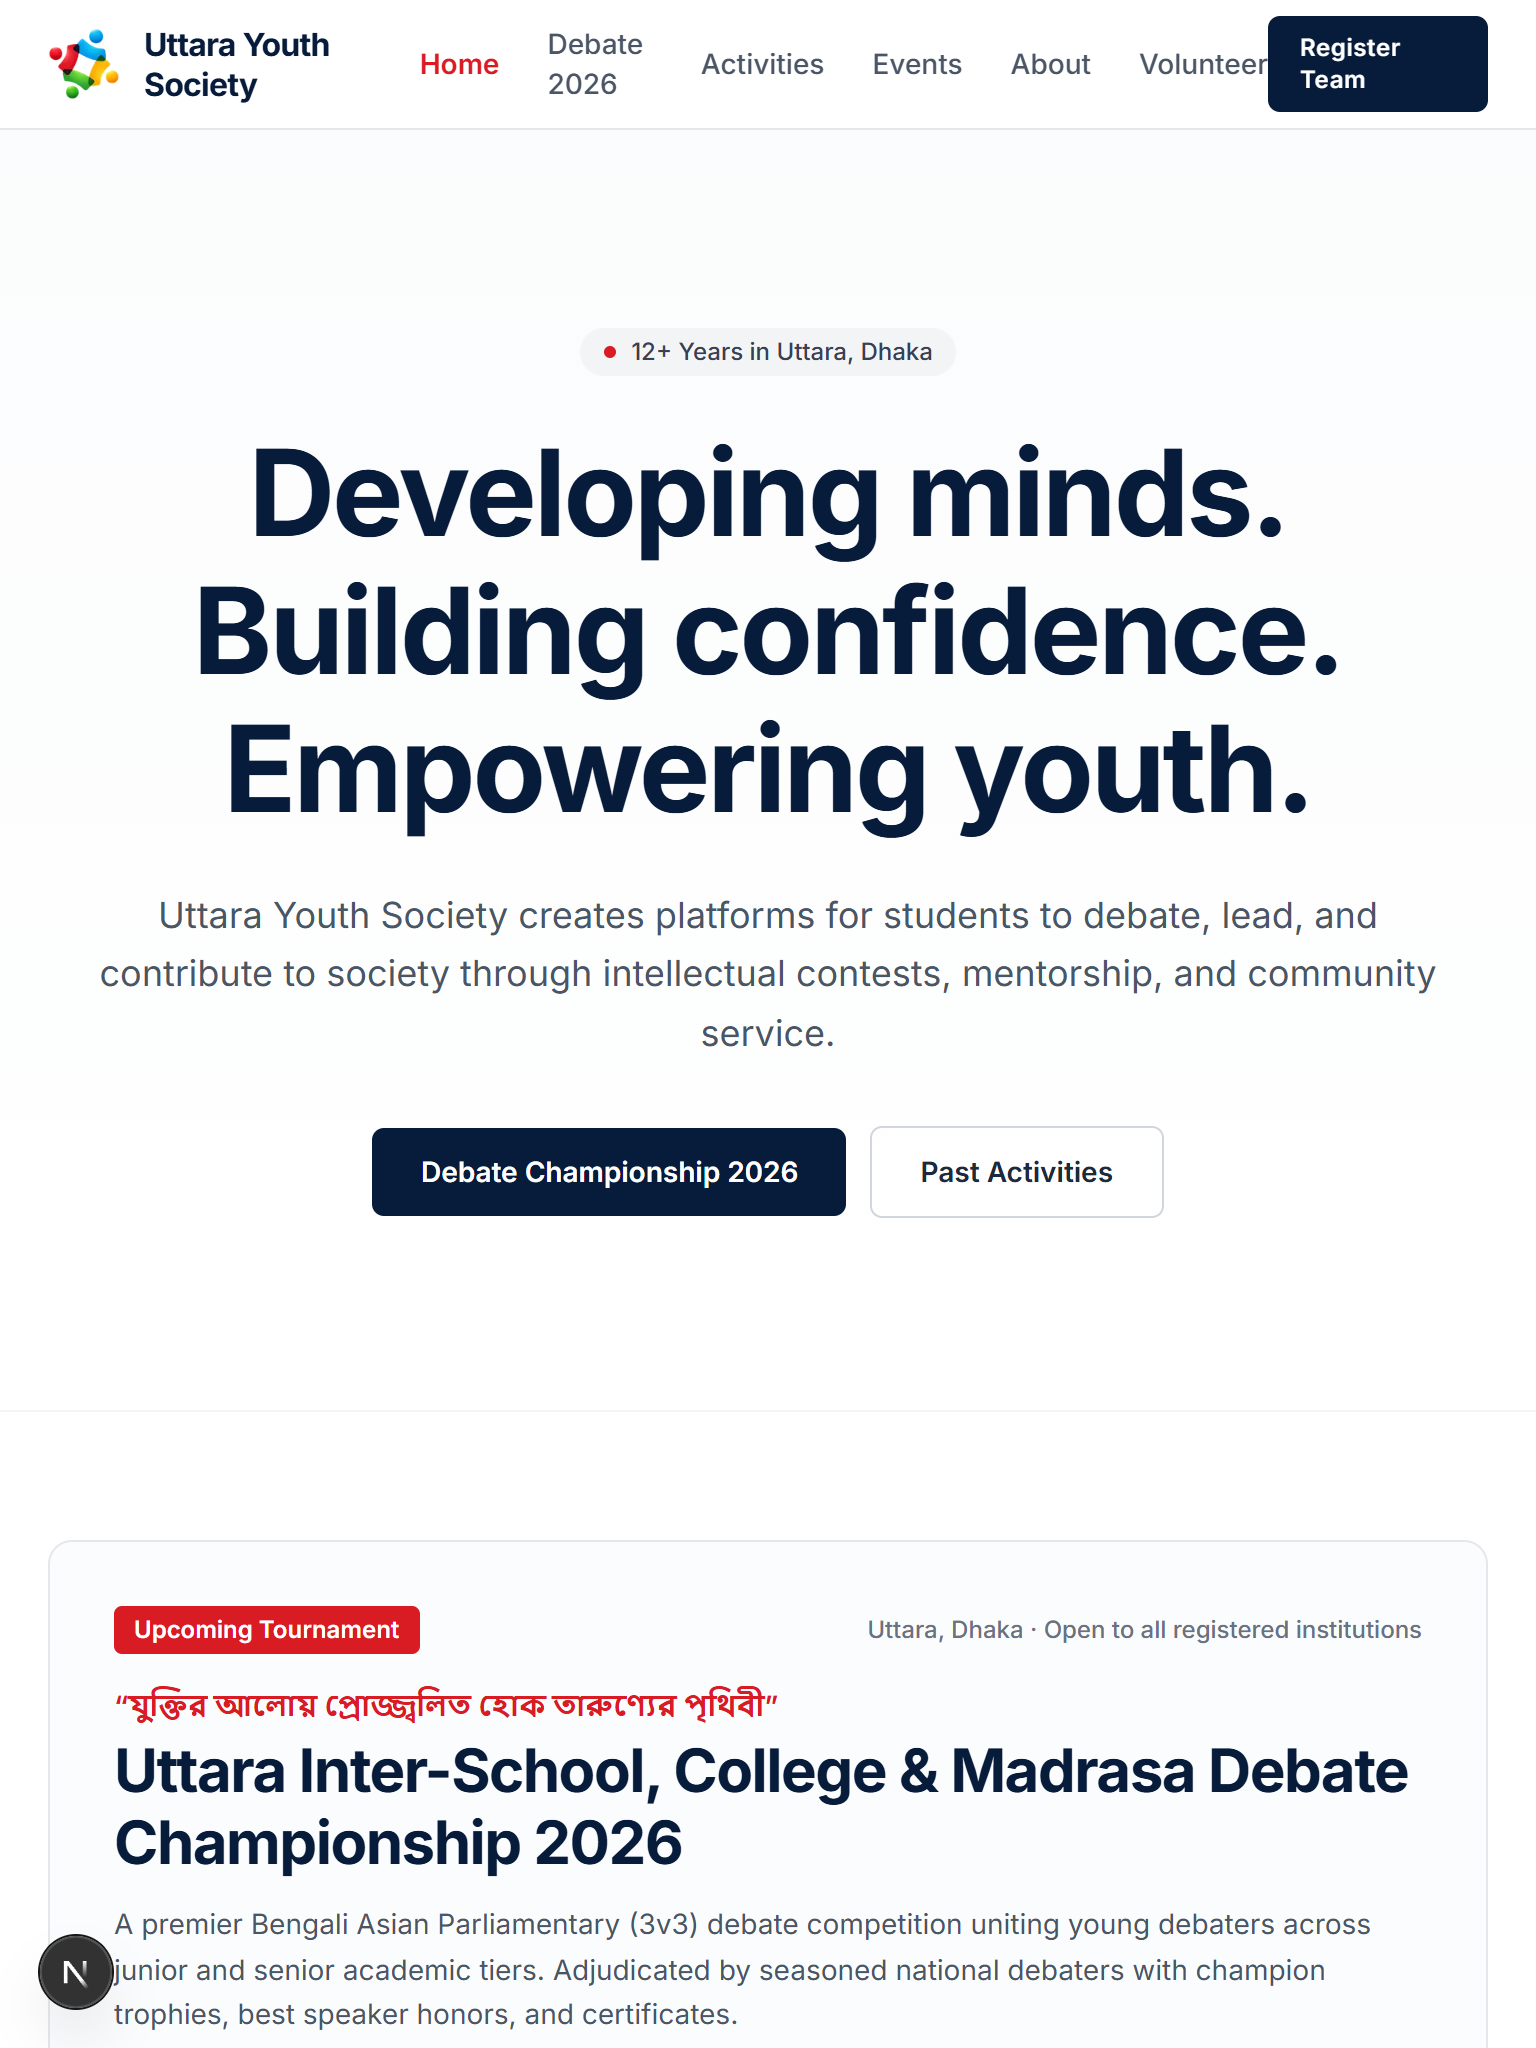 Uttara Youth
Society
Home
Debate
2026
Activities
Events
About
Volunteer
Register
Team
12+ Years in Uttara, Dhaka
Developing minds.
Building confidence.
Empowering youth.
Uttara Youth Society creates platforms for students to debate, lead, and
contribute to society through intellectual contests, mentorship, and community
service.
Debate Championship 2026
Past Activities
Upcoming Tournament
Uttara, Dhaka · Open to all registered institutions
“যুক্তির আলোয় প্রোজ্জ্বলিত হোক তারুণ্যের পৃথিবী”
Uttara Inter-School, College & Madrasa Debate
Championship 2026
A premier Bengali Asian Parliamentary (3v3) debate competition uniting young debaters across
junior and senior academic tiers. Adjudicated by seasoned national debaters with champion
trophies, best speaker honors, and certificates.
N